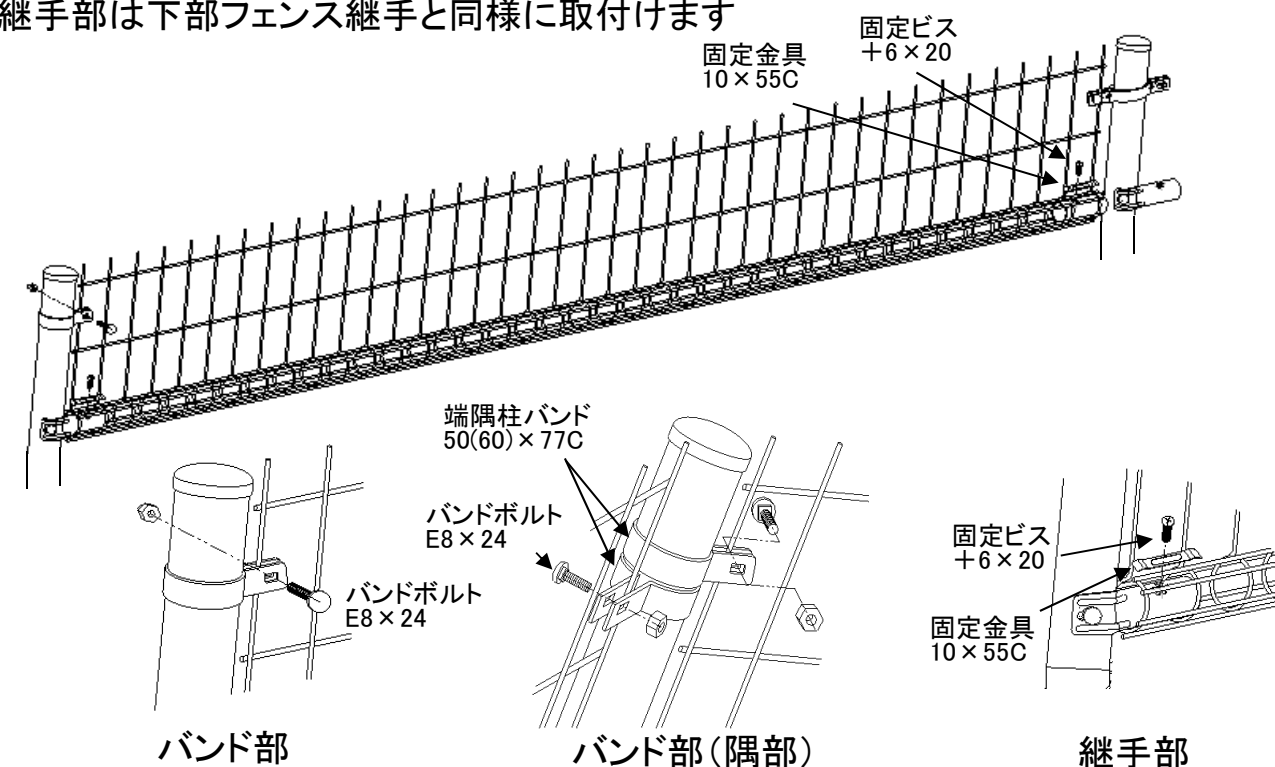 継手部は下部フェンス継手と同様に取付けます
固定ビス
＋6×20
固定金具
10×55C
端隅柱バンド
50(60)×77C
バンドボルト
E8×24
バンドボルト
E8×24
固定ビス
＋6×20
固定金具
10×55C
バンド部
バンド部(隅部)
継手部